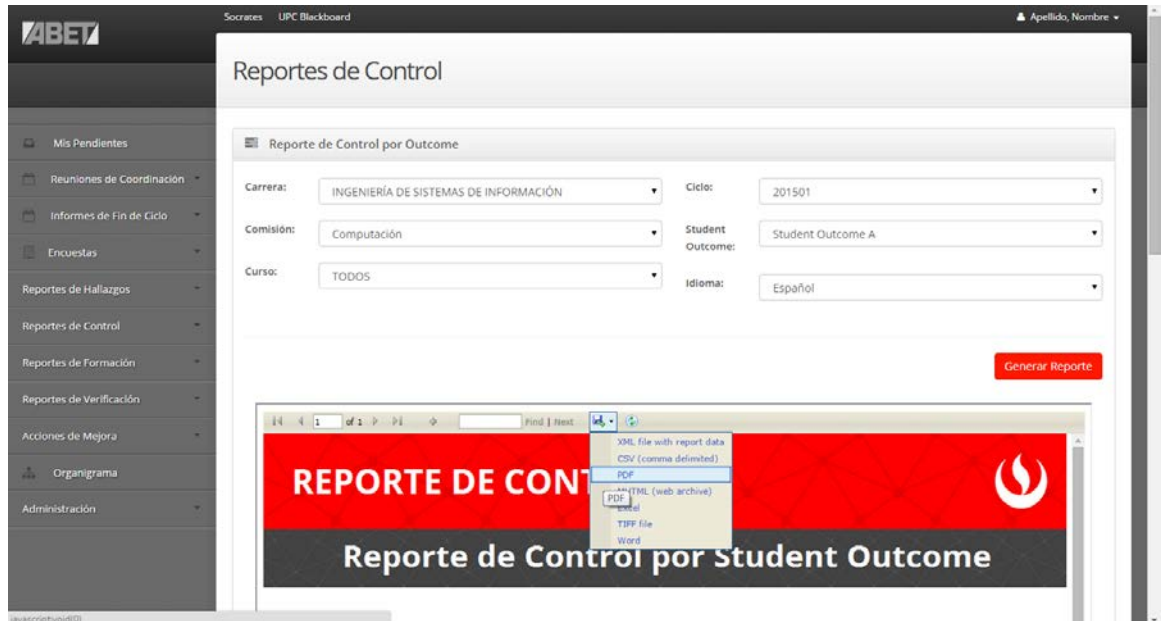 ABET
Socrates UPC Blackboard
Apellido, Nombre
Reportes de Control
Mis Pendientes
Reuniones de Coordinación
Informes de Fin de Ciclo
Encuestas
Reportes de Hallazgos
Reportes de Control
Reportes de Formación
Reportes de Verificación
Acciones de Mejora
Organigrama
Administración
Reporte de Control por Outcome
Carrera: INGENIERÍA DE SISTEMAS DE INFORMACIÓN Ciclo: 201501
Comisión: Computación Student Outcome: Student Outcome A
Curso: TODOS Idioma: Español
Generar Reporte
1 of 1 Find | Next
XML file with report data
CSV (comma delimited)
PDF
MHTML (web archive)
PDF
Excel
TIFF file
Word
REPORTE DE CONT
Reporte de Control por Student Outcome
javascript:void(0)